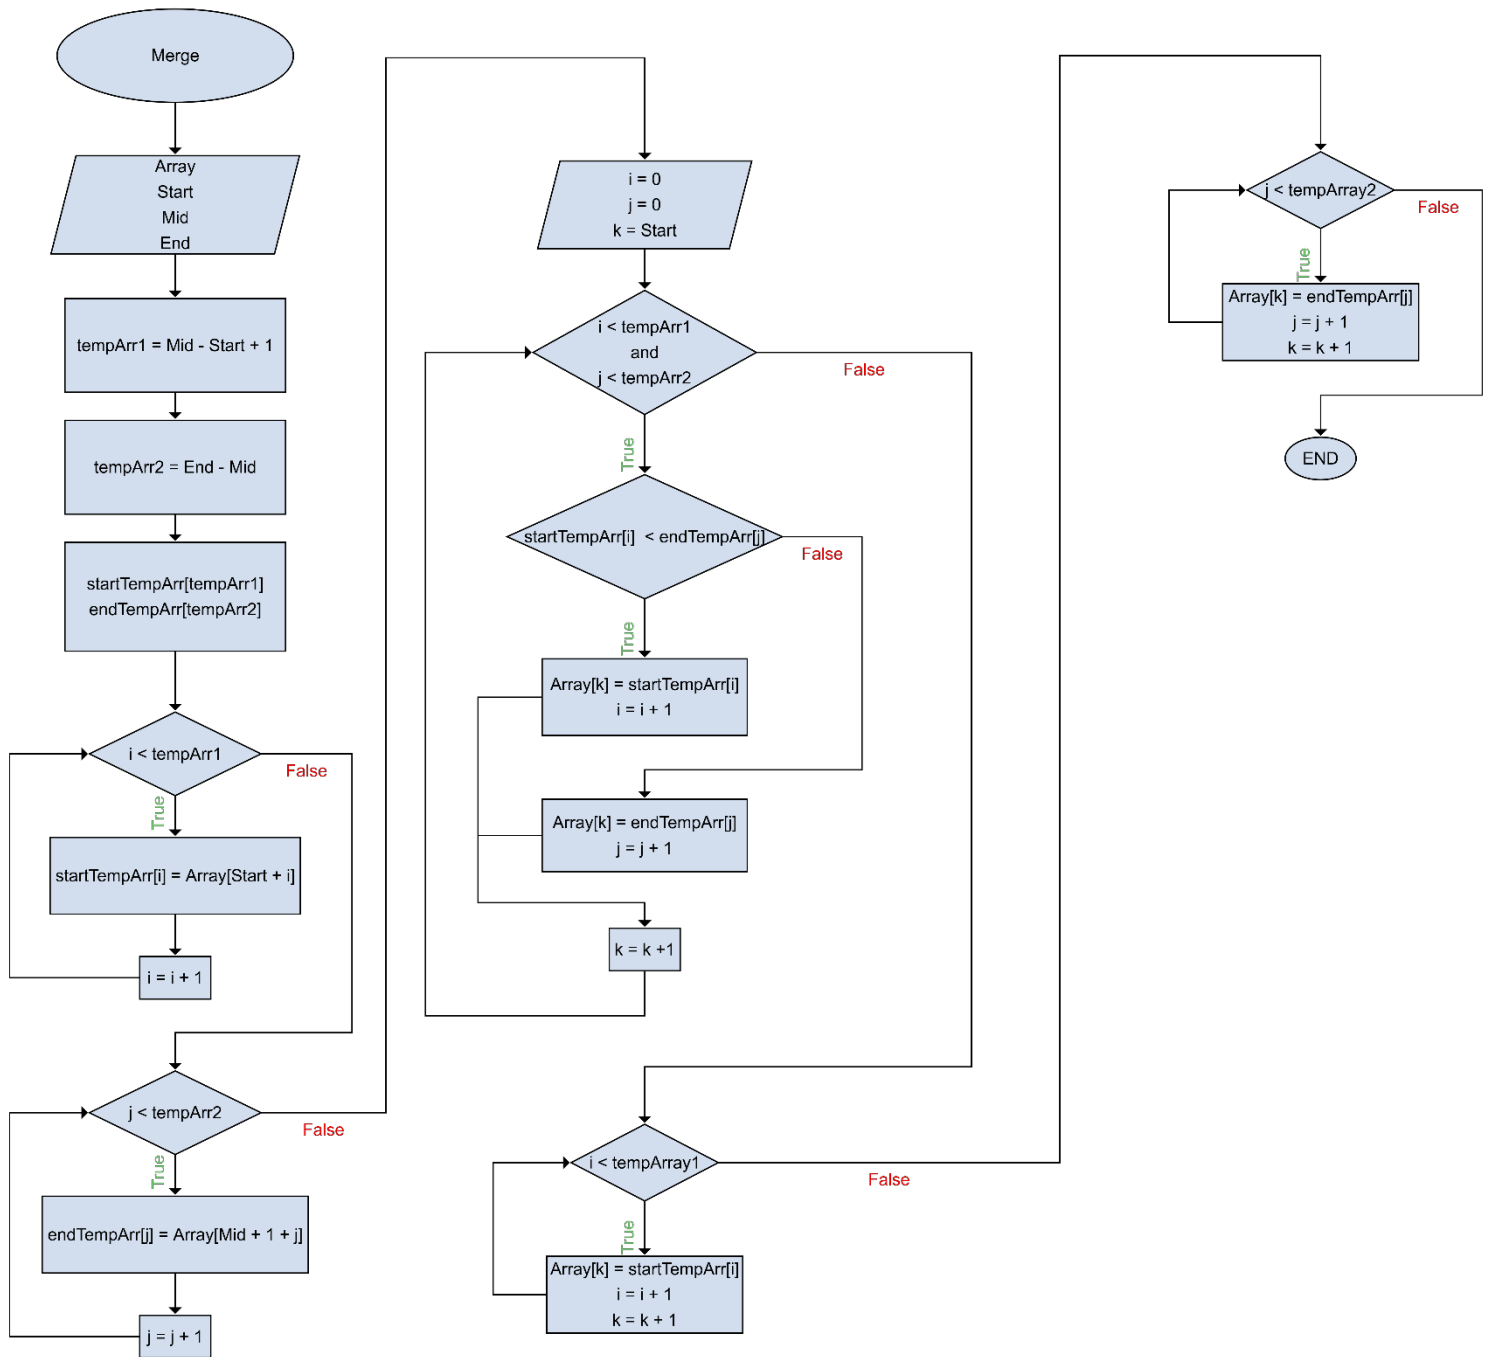 Merge
Array
Start
Mid
End
tempArr1 = Mid - Start + 1
tempArr2 = End - Mid
startTempArr[tempArr1]
endTempArr[tempArr2]
i < tempArr1
False
True
startTempArr[i] = Array[Start + i]
i = i + 1
j < tempArr2
False
True
endTempArr[j] = Array[Mid + 1 + j]
j = j + 1
i = 0
j = 0
k = Start
i < tempArr1
and
j < tempArr2
False
True
startTempArr[i] < endTempArr[j]
False
True
Array[k] = startTempArr[i]
i = i + 1
Array[k] = endTempArr[j]
j = j + 1
k = k +1
i < tempArray1
False
True
Array[k] = startTempArr[i]
i = i + 1
k = k + 1
j < tempArray2
False
True
Array[k] = endTempArr[j]
j = j + 1
k = k + 1
END